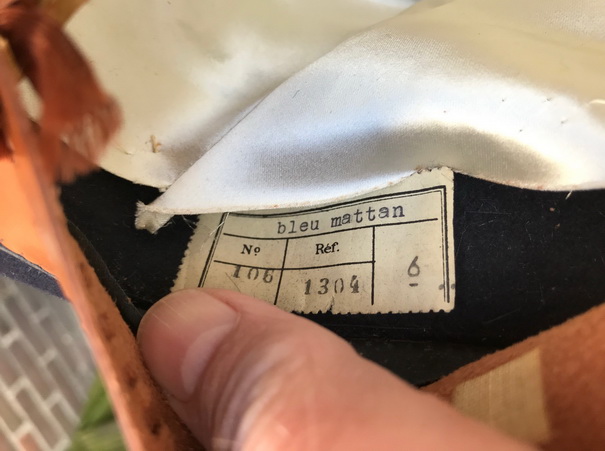 bleu mattan
Nº Réf.
106 1304 6